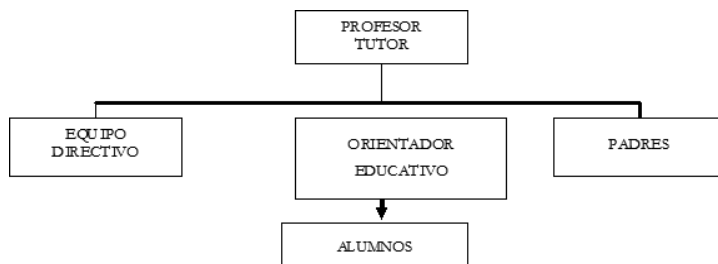 PROFESOR
TUTOR
EQUIPO
DIRECTIVO
ORIENTADOR
EDUCATIVO
PADRES
ALUMNOS